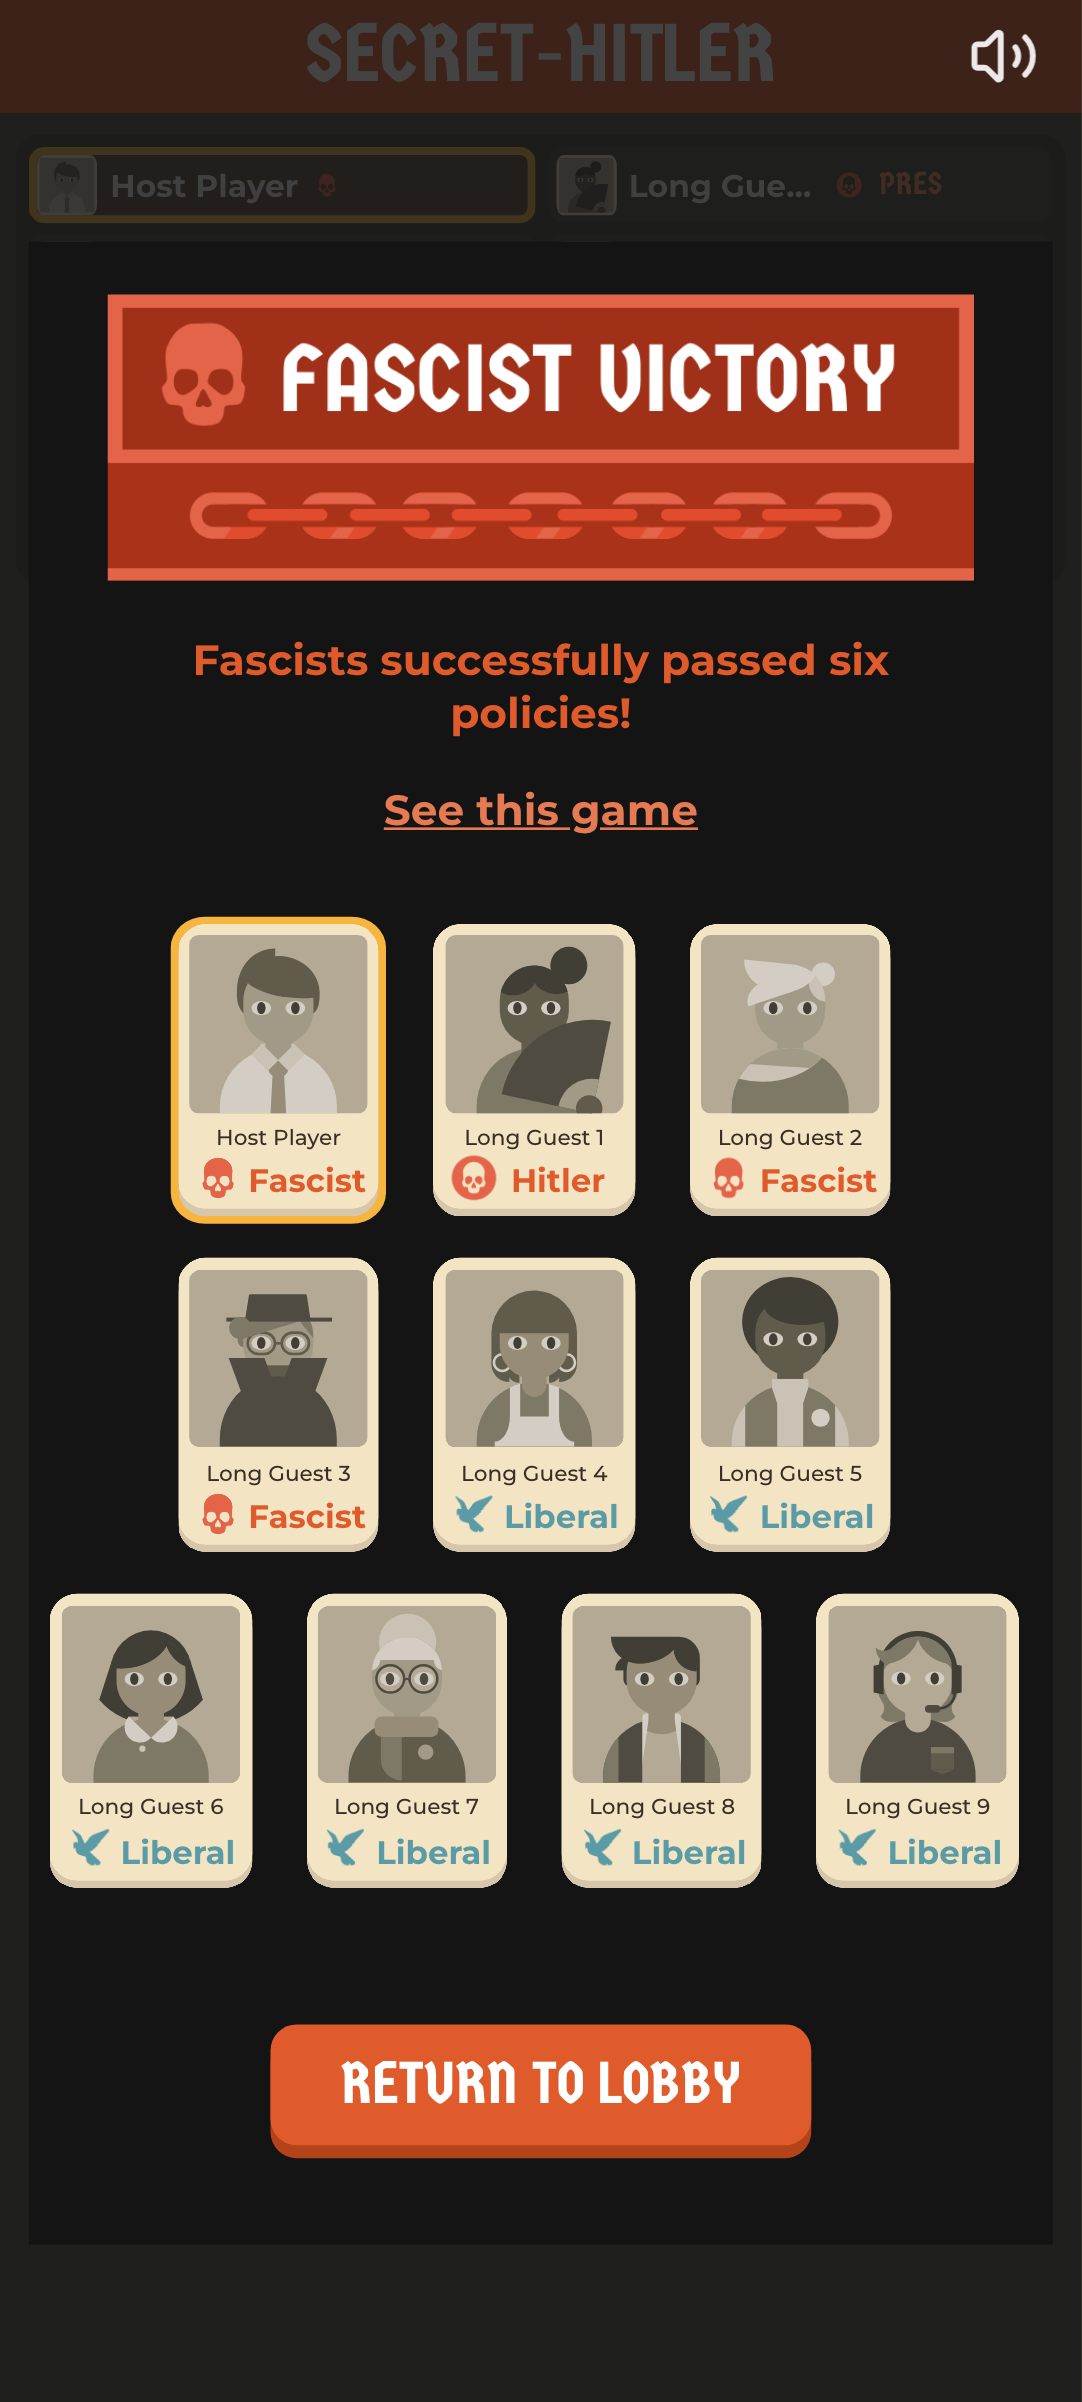 SECRET-HITLER
Host Player
Long Gue... PRES
FASCIST VICTORY
Fascists successfully passed six
policies!
See this game
Host Player
Fascist
Long Guest 1
Hitler
Long Guest 2
Fascist
Long Guest 3
Fascist
Long Guest 4
Liberal
Long Guest 5
Liberal
Long Guest 6
Liberal
Long Guest 7
Liberal
Long Guest 8
Liberal
Long Guest 9
Liberal
RETURN TO LOBBY